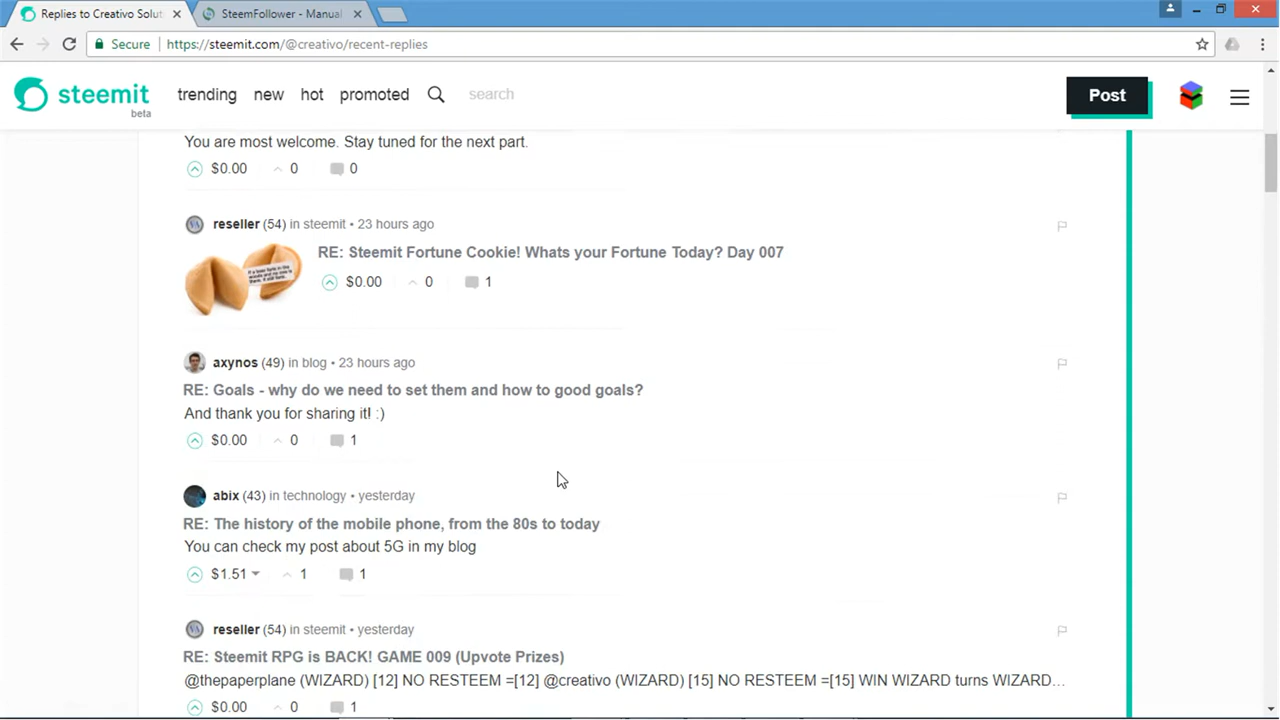 Replies to Creativo Solut
SteemFollower - Manual
Secure https://steemit.com/@creativo/recent-replies
steemit
beta
trending new hot promoted search
Post
You are most welcome. Stay tuned for the next part.
$0.00 0 0
reseller (54) in steemit • 23 hours ago
RE: Steemit Fortune Cookie! Whats your Fortune Today? Day 007
$0.00 0 1
axynos (49) in blog • 23 hours ago
RE: Goals - why do we need to set them and how to good goals?
And thank you for sharing it! :)
$0.00 0 1
abix (43) in technology • yesterday
RE: The history of the mobile phone, from the 80s to today
You can check my post about 5G in my blog
$1.51 1 1
reseller (54) in steemit • yesterday
RE: Steemit RPG is BACK! GAME 009 (Upvote Prizes)
@thepaperplane (WIZARD) [12] NO RESTEEM =[12] @creativo (WIZARD) [15] NO RESTEEM =[15] WIN WIZARD turns WIZARD...
$0.00 0 1